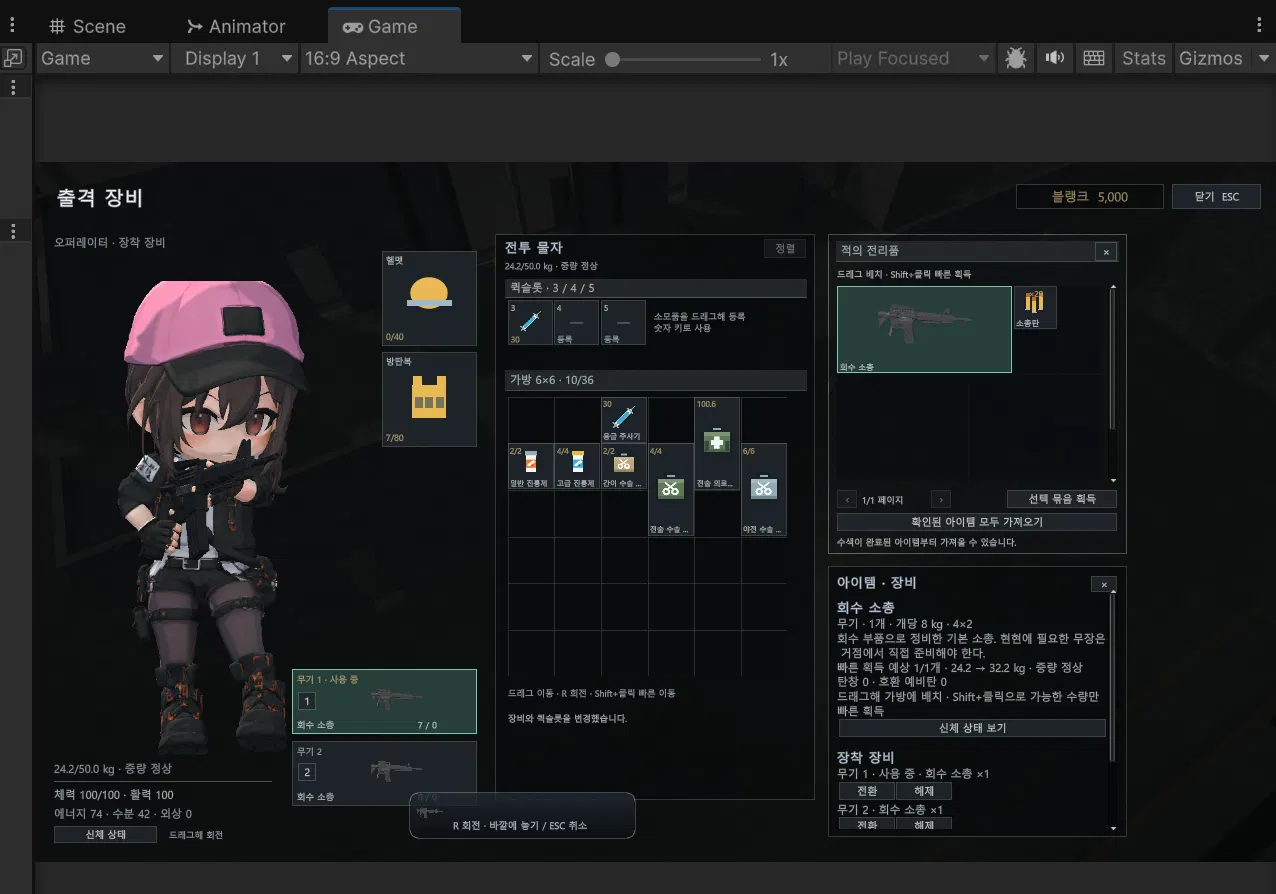 Scene
Animator
Game
Game
Display 1
16:9 Aspect
Scale
1x
Play Focused
Stats
Gizmos
출격 장비
블랭크 5,000
닫기 ESC
오퍼레이터 · 장착 장비
헬멧
0/40
방탄복
7/80
무기 1 · 사용 중
1
회수 소총
7 / 0
무기 2
2
회수 소총
24.2/50.0 kg · 중량 정상
체력 100/100 · 활력 100
에너지 74 · 수분 42 · 외상 0
신체 상태
드래그해 회전
전투 물자
정렬
24.2/50.0 kg · 중량 정상
퀵슬롯 · 3 / 4 / 5
3
30
4
등록
5
등록
소모품을 드래그해 등록
숫자 키로 사용
가방 6×6 · 10/36
30
응급 주사기
100.6
전술 의료...
2/2
일반 진통제
4/4
고급 진통제
2/2
간이 수술 ...
4/4
전술 수술 ...
6/6
야전 수술 ...
드래그 이동 · R 회전 · Shift+클릭 빠른 이동
장비와 퀵슬롯을 변경했습니다.
R 회전 · 바깥에 놓기 / ESC 취소
적의 전리품
×
드래그 배치 · Shift+클릭 빠른 획득
회수 소총
소총탄
‹
1/1 페이지
›
선택 묶음 획득
확인된 아이템 모두 가져오기
수색이 완료된 아이템부터 가져올 수 있습니다.
아이템 · 장비
×
회수 소총
무기 · 1개 · 개당 8 kg · 4×2
회수 부품으로 정비한 기본 소총. 현현에 필요한 무장은
거점에서 직접 준비해야 한다.
빠른 획득 예상 1/1개 · 24.2 → 32.2 kg · 중량 정상
탄창 0 · 호환 예비탄 0
드래그해 가방에 배치 · Shift+클릭으로 가능한 수량만
빠른 획득
신체 상태 보기
장착 장비
무기 1 · 사용 중 · 회수 소총 ×1
전환
해제
무기 2 · 회수 소총 ×1
전환
해제